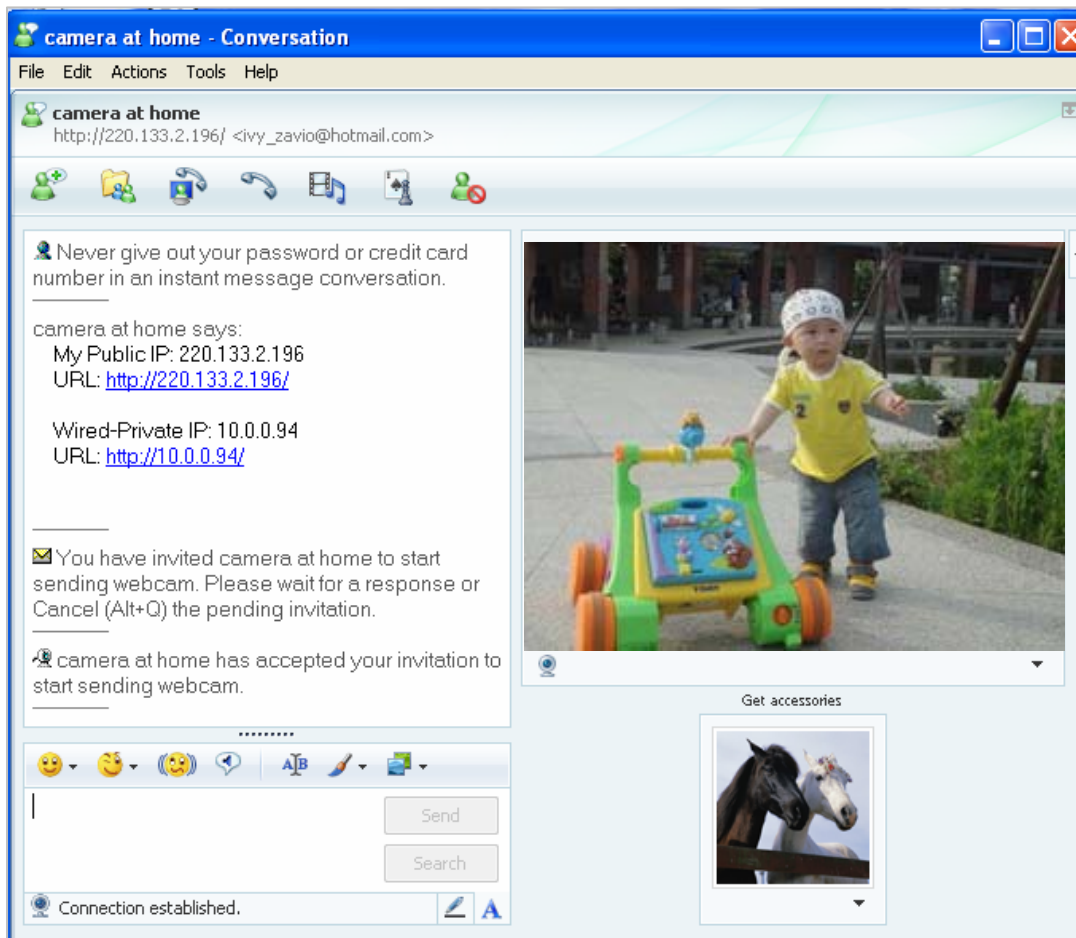 camera at home - Conversation
File Edit Actions Tools Help
camera at home
http://220.133.2.196/ <ivy_zavio@hotmail.com>
Never give out your password or credit card
number in an instant message conversation.
camera at home says:
My Public IP: 220.133.2.196
URL: http://220.133.2.196/
Wired-Private IP: 10.0.0.94
URL: http://10.0.0.94/
You have invited camera at home to start
sending webcam. Please wait for a response or
Cancel (Alt+Q) the pending invitation.
camera at home has accepted your invitation to
start sending webcam.
Get accessories
Send
Search
Connection established.